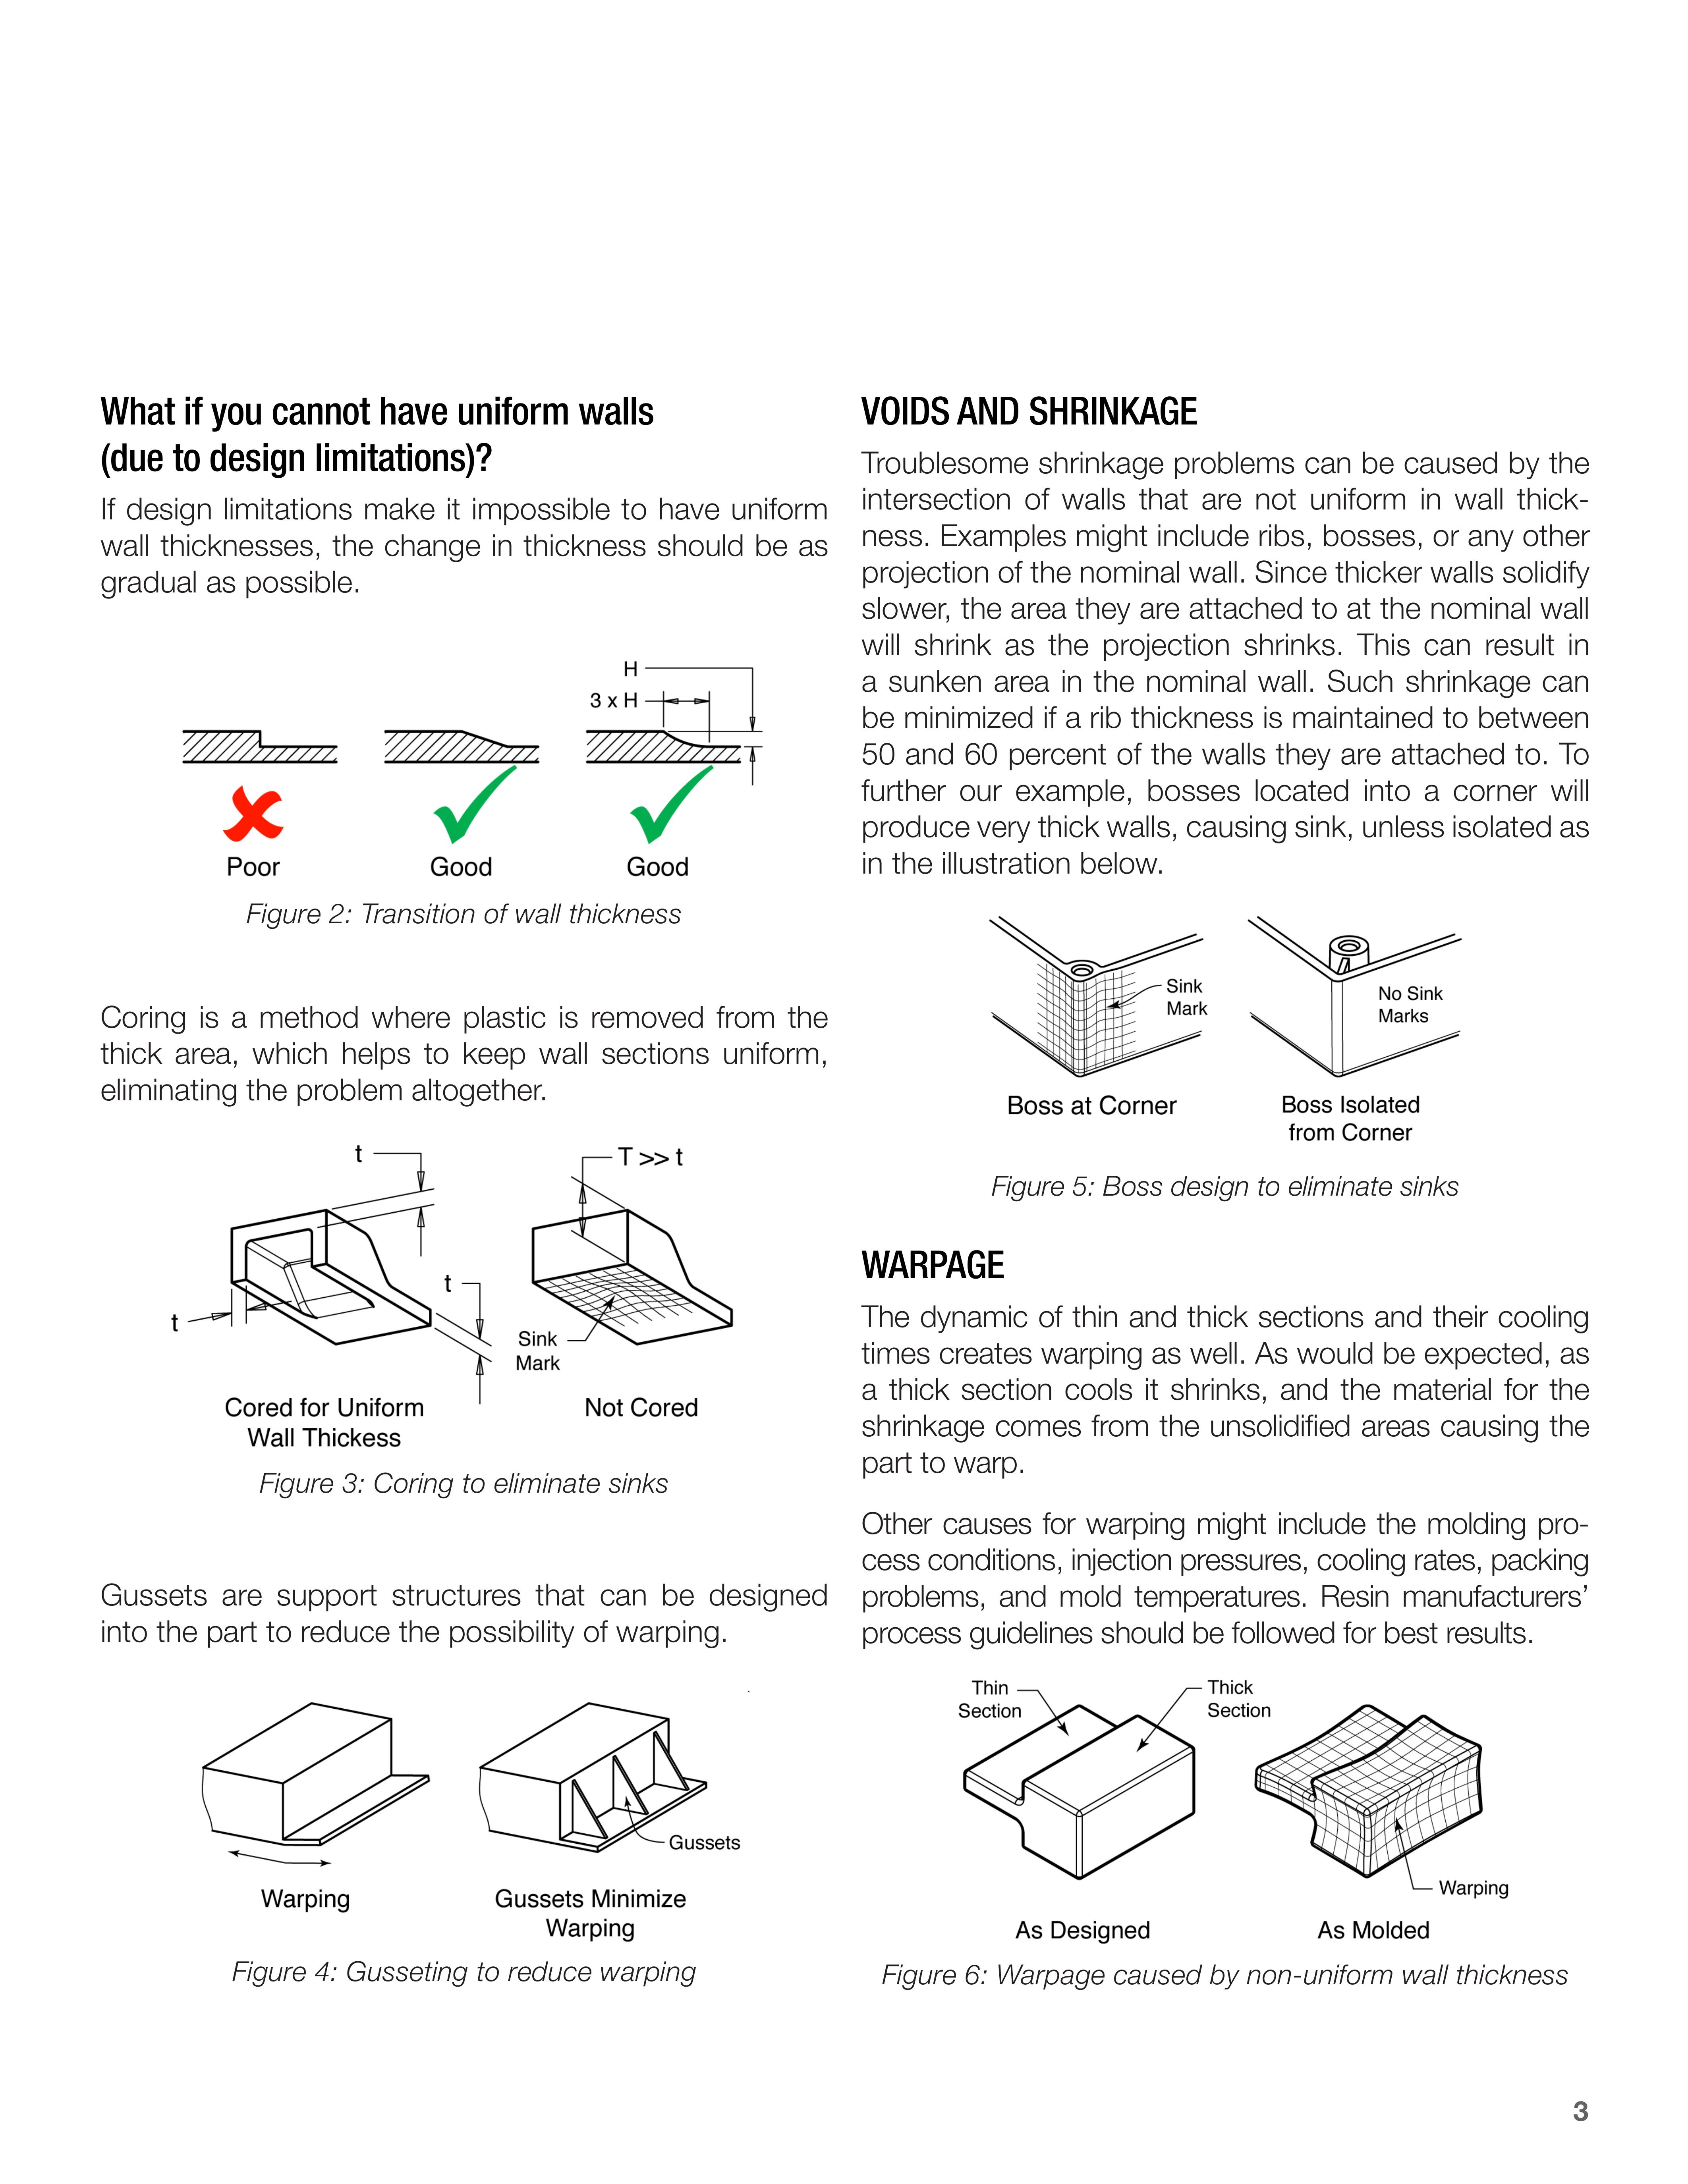 What if you cannot have uniform walls
(due to design limitations)?
If design limitations make it impossible to have uniform
wall thicknesses, the change in thickness should be as
gradual as possible.
H
3 x H
Poor
Good
Good
Figure 2: Transition of wall thickness
Coring is a method where plastic is removed from the
thick area, which helps to keep wall sections uniform,
eliminating the problem altogether.
t
T >> t
t
t
Sink
Mark
Cored for Uniform
Wall Thickess
Not Cored
Figure 3: Coring to eliminate sinks
Gussets are support structures that can be designed
into the part to reduce the possibility of warping.
Gussets
Warping
Gussets Minimize
Warping
Figure 4: Gusseting to reduce warping
VOIDS AND SHRINKAGE
Troublesome shrinkage problems can be caused by the
intersection of walls that are not uniform in wall thick-
ness. Examples might include ribs, bosses, or any other
projection of the nominal wall. Since thicker walls solidify
slower, the area they are attached to at the nominal wall
will shrink as the projection shrinks. This can result in
a sunken area in the nominal wall. Such shrinkage can
be minimized if a rib thickness is maintained to between
50 and 60 percent of the walls they are attached to. To
further our example, bosses located into a corner will
produce very thick walls, causing sink, unless isolated as
in the illustration below.
Sink
Mark
No Sink
Marks
Boss at Corner
Boss Isolated
from Corner
Figure 5: Boss design to eliminate sinks
WARPAGE
The dynamic of thin and thick sections and their cooling
times creates warping as well. As would be expected, as
a thick section cools it shrinks, and the material for the
shrinkage comes from the unsolidified areas causing the
part to warp.
Other causes for warping might include the molding pro-
cess conditions, injection pressures, cooling rates, packing
problems, and mold temperatures. Resin manufacturers’
process guidelines should be followed for best results.
Thin
Section
Thick
Section
Warping
As Designed
As Molded
Figure 6: Warpage caused by non-uniform wall thickness
3